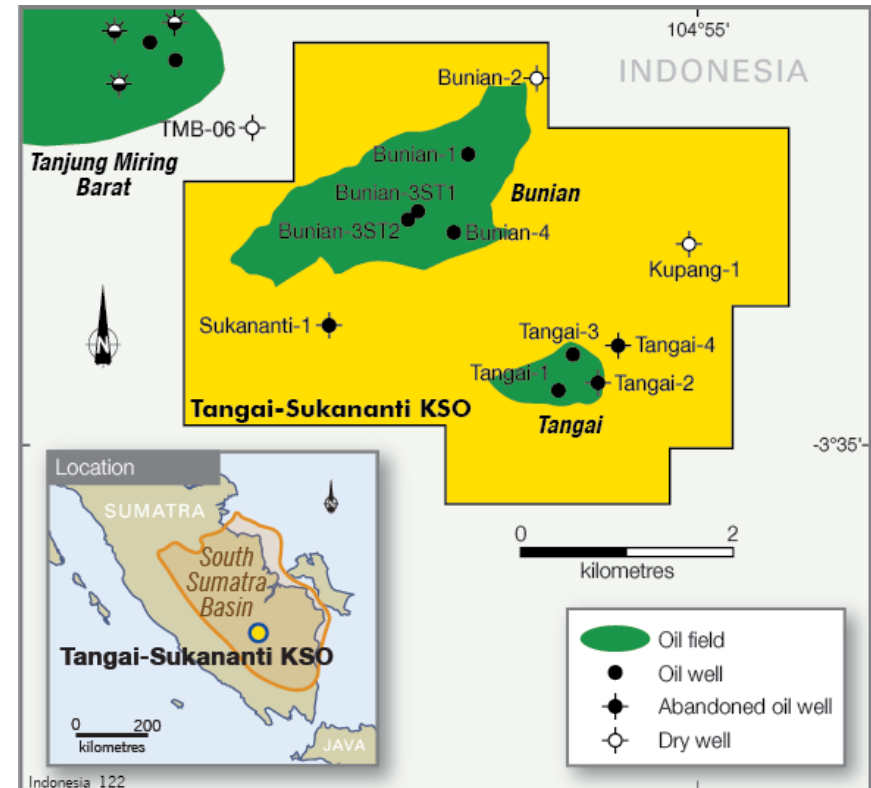 104°55'
INDONESIA
Bunian-2
TMB-06
Tanjung Miring
Barat
Bunian-1
Bunian-3ST1
Bunian
Bunian-3ST2
Bunian-4
Kupang-1
Sukananti-1
Tangai-3
Tangai-4
Tangai-1
Tangai-2
Tangai-Sukananti KSO
Tangai
N
-3°35'
Location
SUMATRA
South
Sumatra
Basin
Tangai-Sukananti KSO
0 200
kilometres
JAVA
0 2
kilometres
Oil field
Oil well
Abandoned oil well
Dry well
Indonesia 122